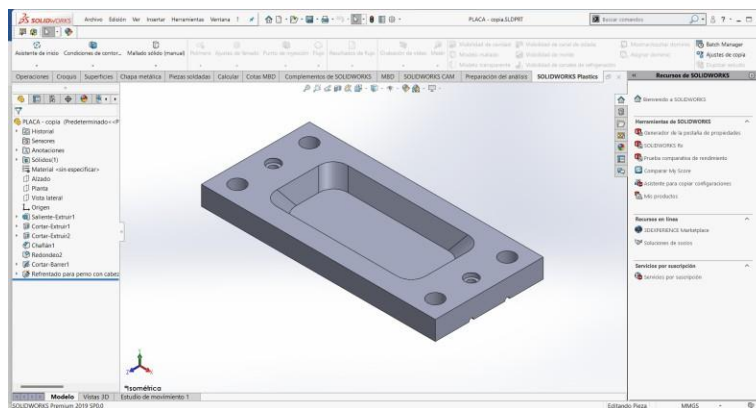 SOLIDWORKS Archivo Edición Ver Insertar Herramientas Ventana ? PLACA - copia.SLDPRT Buscar comandos
Asistente de inicio Condiciones de contor... Mallado sólido (manual) Batch Manager
Ajustes de copia
Operaciones Croquis Superficies Chapa metálica Piezas soldadas Calcular Cotas MBD Complementos de SOLIDWORKS MBD SOLIDWORKS CAM Preparación del análisis SOLIDWORKS Plastics
Recursos de SOLIDWORKS
PLACA - copia (Predeterminado<<P
Historial
Sensores
Anotaciones
Sólidos(1)
Material <sin especificar>
Alzado
Planta
Vista lateral
Origen
Saliente-Extruir1
Cortar-Extruir1
Cortar-Extruir2
Chaflán1
Redondeo2
Cortar-Barrer1
Refrentado para perno con cabez
Bienvenido a SOLIDWORKS
Herramientas de SOLIDWORKS
Generador de la pestaña de propiedades
SOLIDWORKS Rx
Prueba comparativa de rendimiento
Comparar My Score
Asistente para copiar configuraciones
Mis productos
Recursos en línea
3DEXPERIENCE Marketplace
Soluciones de socios
Servicios por suscripción
Servicios por suscripción
*Isométrica
Modelo Vistas 3D Estudio de movimiento 1
SOLIDWORKS Premium 2019 SP0.0 Editando Pieza MMGS